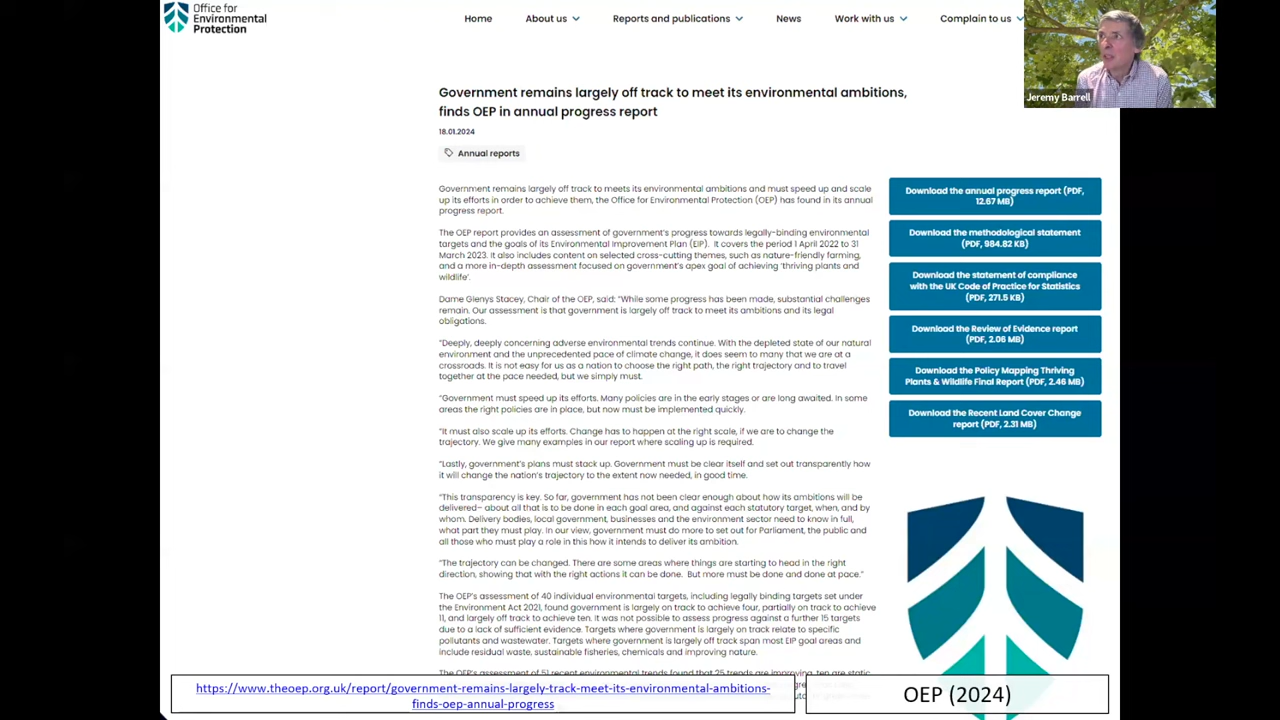 Office for
Environmental
Protection
Home
About us
Reports and publications
News
Work with us
Complain to us
Jeremy Barrell
Government remains largely off track to meet its environmental ambitions,
finds OEP in annual progress report
18.01.2024
Annual reports
Government remains largely off track to meets its environmental ambitions and must speed up and scale
up its efforts in order to achieve them, the Office for Environmental Protection (OEP) has found in its annual
progress report.
The OEP report provides an assessment of government's progress towards legally-binding environmental
targets and the goals of its Environmental Improvement Plan (EIP). It covers the period 1 April 2022 to 31
March 2023. It also includes content on selected cross-cutting themes, such as nature-friendly farming,
and a more in-depth assessment focused on government's apex goal of achieving 'thriving plants and
wildlife'.
Dame Glenys Stacey, Chair of the OEP, said: "While some progress has been made, substantial challenges
remain. Our assessment is that government is largely off track to meet its ambitions and its legal
obligations.
"Deeply, deeply concerning adverse environmental trends continue. With the depleted state of our natural
environment and the unprecedented pace of climate change, it does seem to many that we are at a
crossroads. It is not easy for us as a nation to choose the right path, the right trajectory and to travel
together at the pace needed, but we simply must.
"Government must speed up its efforts. Many policies are in the early stages or are long awaited. In some
areas the right policies are in place, but now must be implemented quickly.
"It must also scale up its efforts. Change has to happen at the right scale, if we are to change the
trajectory. We give many examples in our report where scaling up is required.
"Lastly, government's plans must stack up. Government must be clear itself and set out transparently how
it will change the nation's trajectory to the extent now needed, in good time.
"This transparency is key. So far, government has not been clear enough about how its ambitions will be
delivered– about all that is to be done in each goal area, and against each statutory target, when, and by
whom. Delivery bodies, local government, businesses and the environment sector need to know in full,
what part they must play. In our view, government must do more to set out for Parliament, the public and
all those who must play a role in this how it intends to deliver its ambition.
"The trajectory can be changed. There are some areas where things are starting to head in the right
direction, showing that with the right actions it can be done. But more must be done and done at pace."
The OEP's assessment of 40 individual environmental targets, including legally binding targets set under
the Environment Act 2021, found government is largely on track to achieve four, partially on track to achieve
11, and largely off track to achieve ten. It was not possible to assess progress against a further 15 targets
due to a lack of sufficient evidence. Targets where government is largely on track relate to specific
pollutants and wastewater. Targets where government is largely off track span most EIP goal areas and
include residual waste, sustainable fisheries, chemicals and improving nature.
The OEP's assessment of 51 recent environmental trends found that 25 trends are improving, ten are static
Download the annual progress report (PDF,
12.67 MB)
Download the methodological statement
(PDF, 984.82 KB)
Download the statement of compliance
with the UK Code of Practice for Statistics
(PDF, 271.5 KB)
Download the Review of Evidence report
(PDF, 2.06 MB)
Download the Policy Mapping Thriving
Plants & Wildlife Final Report (PDF, 2.46 MB)
Download the Recent Land Cover Change
report (PDF, 2.31 MB)
https://www.theoep.org.uk/report/government-remains-largely-track-meet-its-environmental-ambitions-
finds-oep-annual-progress
OEP (2024)